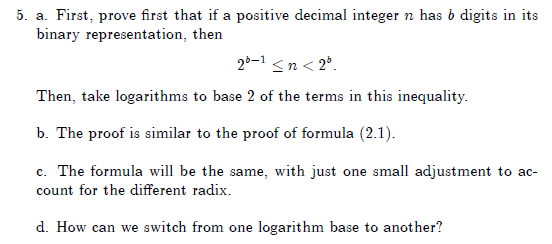 5. a. First, prove first that if a positive decimal integer n has b digits in its
binary representation, then
2^{b−1} ≤ n < 2^b.
Then, take logarithms to base 2 of the terms in this inequality.
b. The proof is similar to the proof of formula (2.1).
c. The formula will be the same, with just one small adjustment to ac-
count for the different radix.
d. How can we switch from one logarithm base to another?